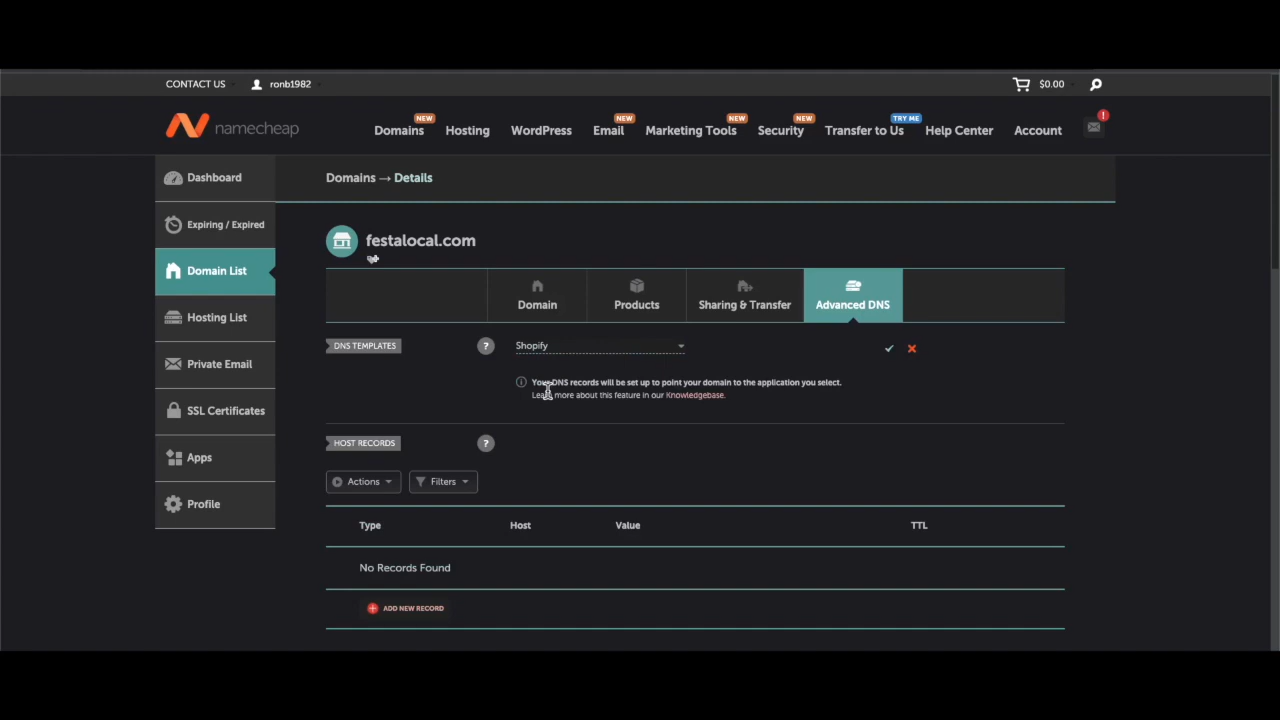 CONTACT US
ronb1982
$0.00
namecheap
NEW NEW NEW NEW TRY ME
Domains Hosting WordPress Email Marketing Tools Security Transfer to Us Help Center Account
!
Dashboard
Expiring / Expired
Domain List
Hosting List
Private Email
SSL Certificates
Apps
Profile
Domains → Details
festalocal.com
Domain Products Sharing & Transfer Advanced DNS
DNS TEMPLATES ? Shopify
Your DNS records will be set up to point your domain to the application you select.
Learn more about this feature in our Knowledgebase.
HOST RECORDS ?
Actions Filters
Type Host Value TTL
No Records Found
ADD NEW RECORD